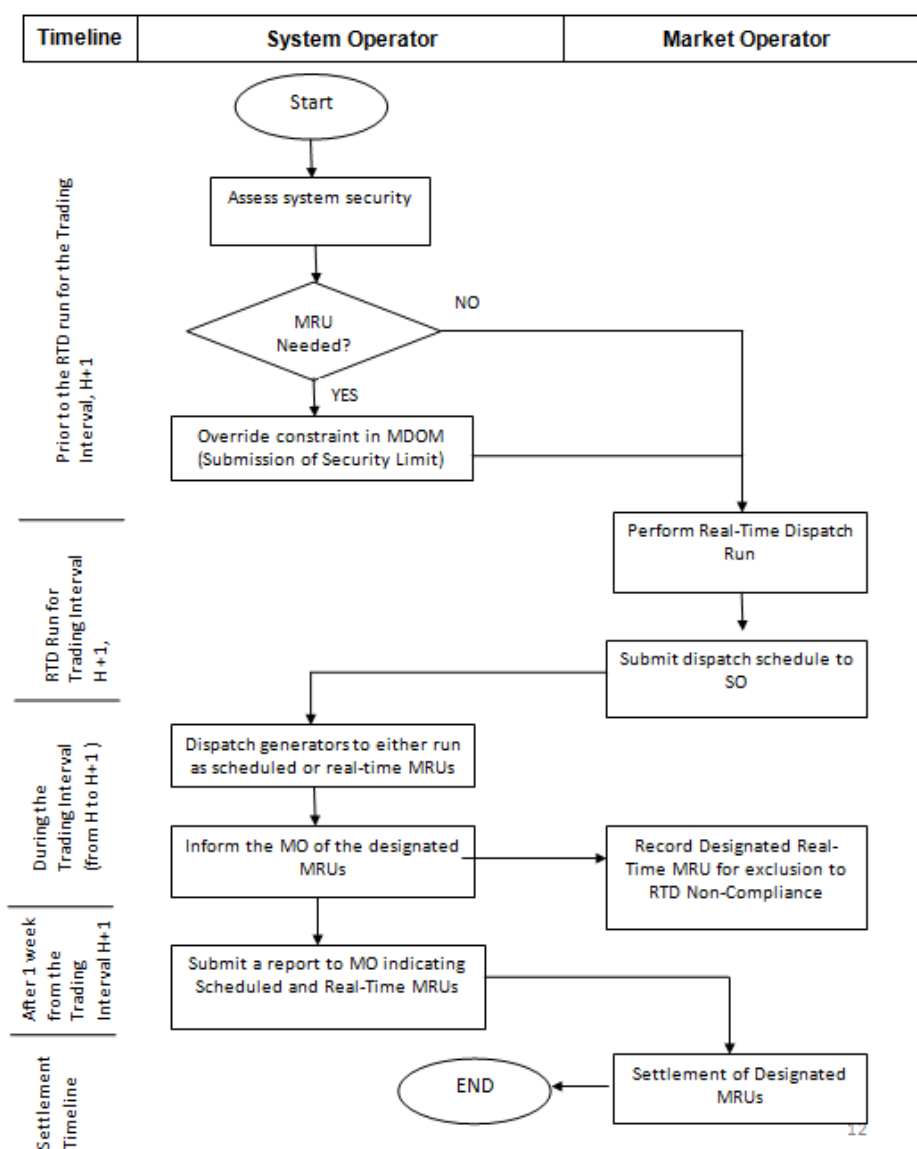 Timeline
System Operator
Market Operator
Prior to the RTD run for the Trading
Interval, H+1
Start
Assess system security
MRU
Needed?
NO
YES
Override constraint in MDOM
(Submission of Security Limit)
RTD Run for
Trading Interval
H+1,
Perform Real-Time Dispatch
Run
Submit dispatch schedule to
SO
During the
Trading Interval
(from H to H+1)
Dispatch generators to either run
as scheduled or real-time MRUs
Inform the MO of the designated
MRUs
Record Designated Real-
Time MRU for exclusion to
RTD Non-Compliance
After 1 week
from the
Trading
Interval H+1
Submit a report to MO indicating
Scheduled and Real-Time MRUs
Settlement
Timeline
END
Settlement of Designated
MRUs
12